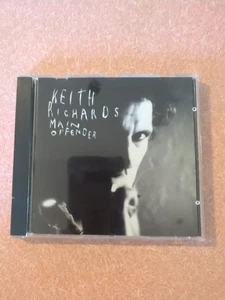 KEITH
RICHARDS
MAIN
OFFENDER